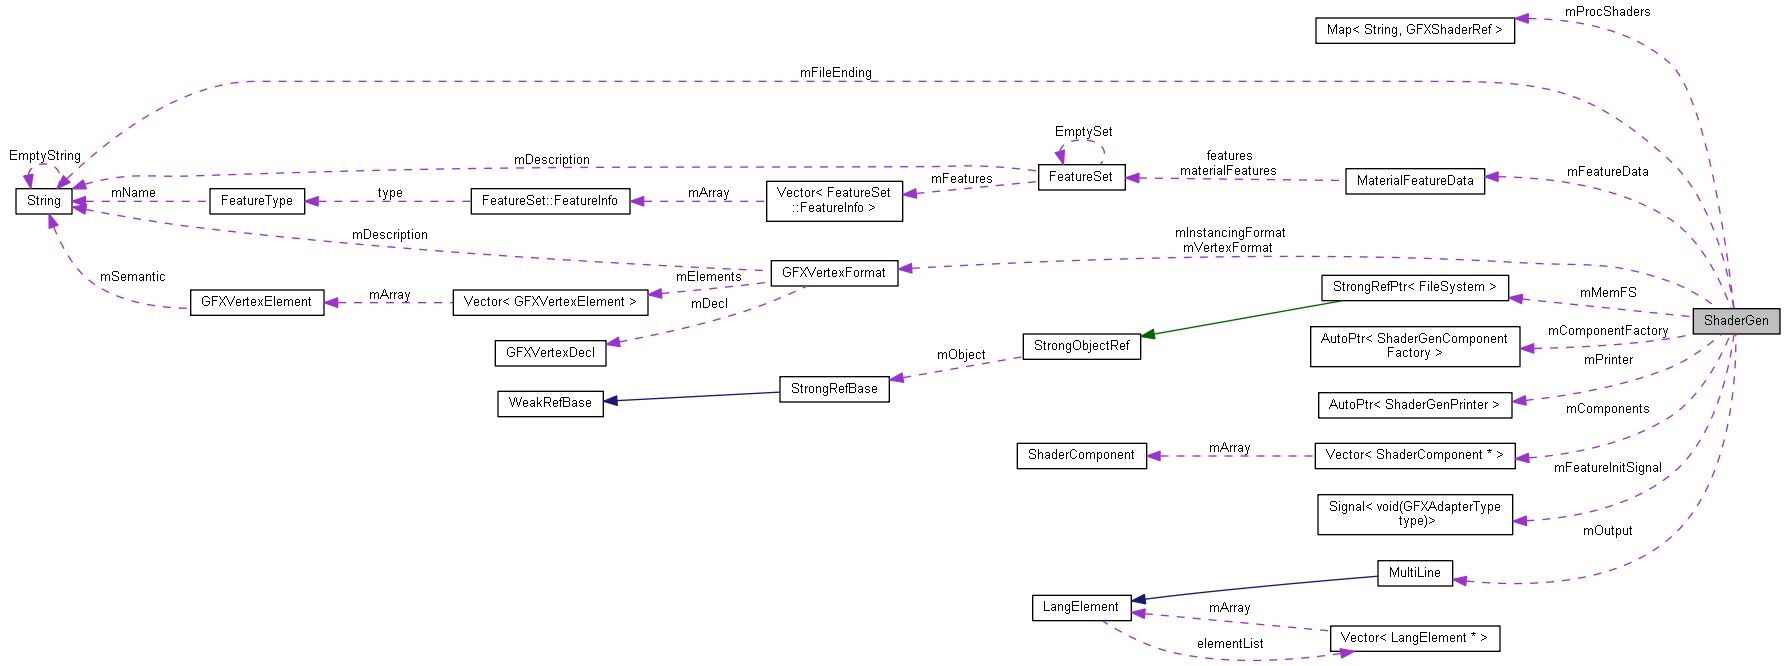 mProcShaders
Map< String, GFXShaderRef >
mFileEnding
EmptyString
EmptySet
mDescription
features
materialFeatures
mFeatureData
mName
type
mArray
mFeatures
String
FeatureType
FeatureSet::FeatureInfo
Vector< FeatureSet
::FeatureInfo >
FeatureSet
MaterialFeatureData
mDescription
mInstancingFormat
mVertexFormat
mSemantic
mArray
mElements
GFXVertexFormat
mDecl
GFXVertexElement
Vector< GFXVertexElement >
StrongRefPtr< FileSystem >
mMemFS
ShaderGen
mComponentFactory
GFXVertexDecl
mObject
StrongObjectRef
AutoPtr< ShaderGenComponent
Factory >
mPrinter
WeakRefBase
StrongRefBase
AutoPtr< ShaderGenPrinter >
mComponents
ShaderComponent
mArray
Vector< ShaderComponent * >
mFeatureInitSignal
Signal< void(GFXAdapterType
type)>
mOutput
MultiLine
LangElement
mArray
elementList
Vector< LangElement * >